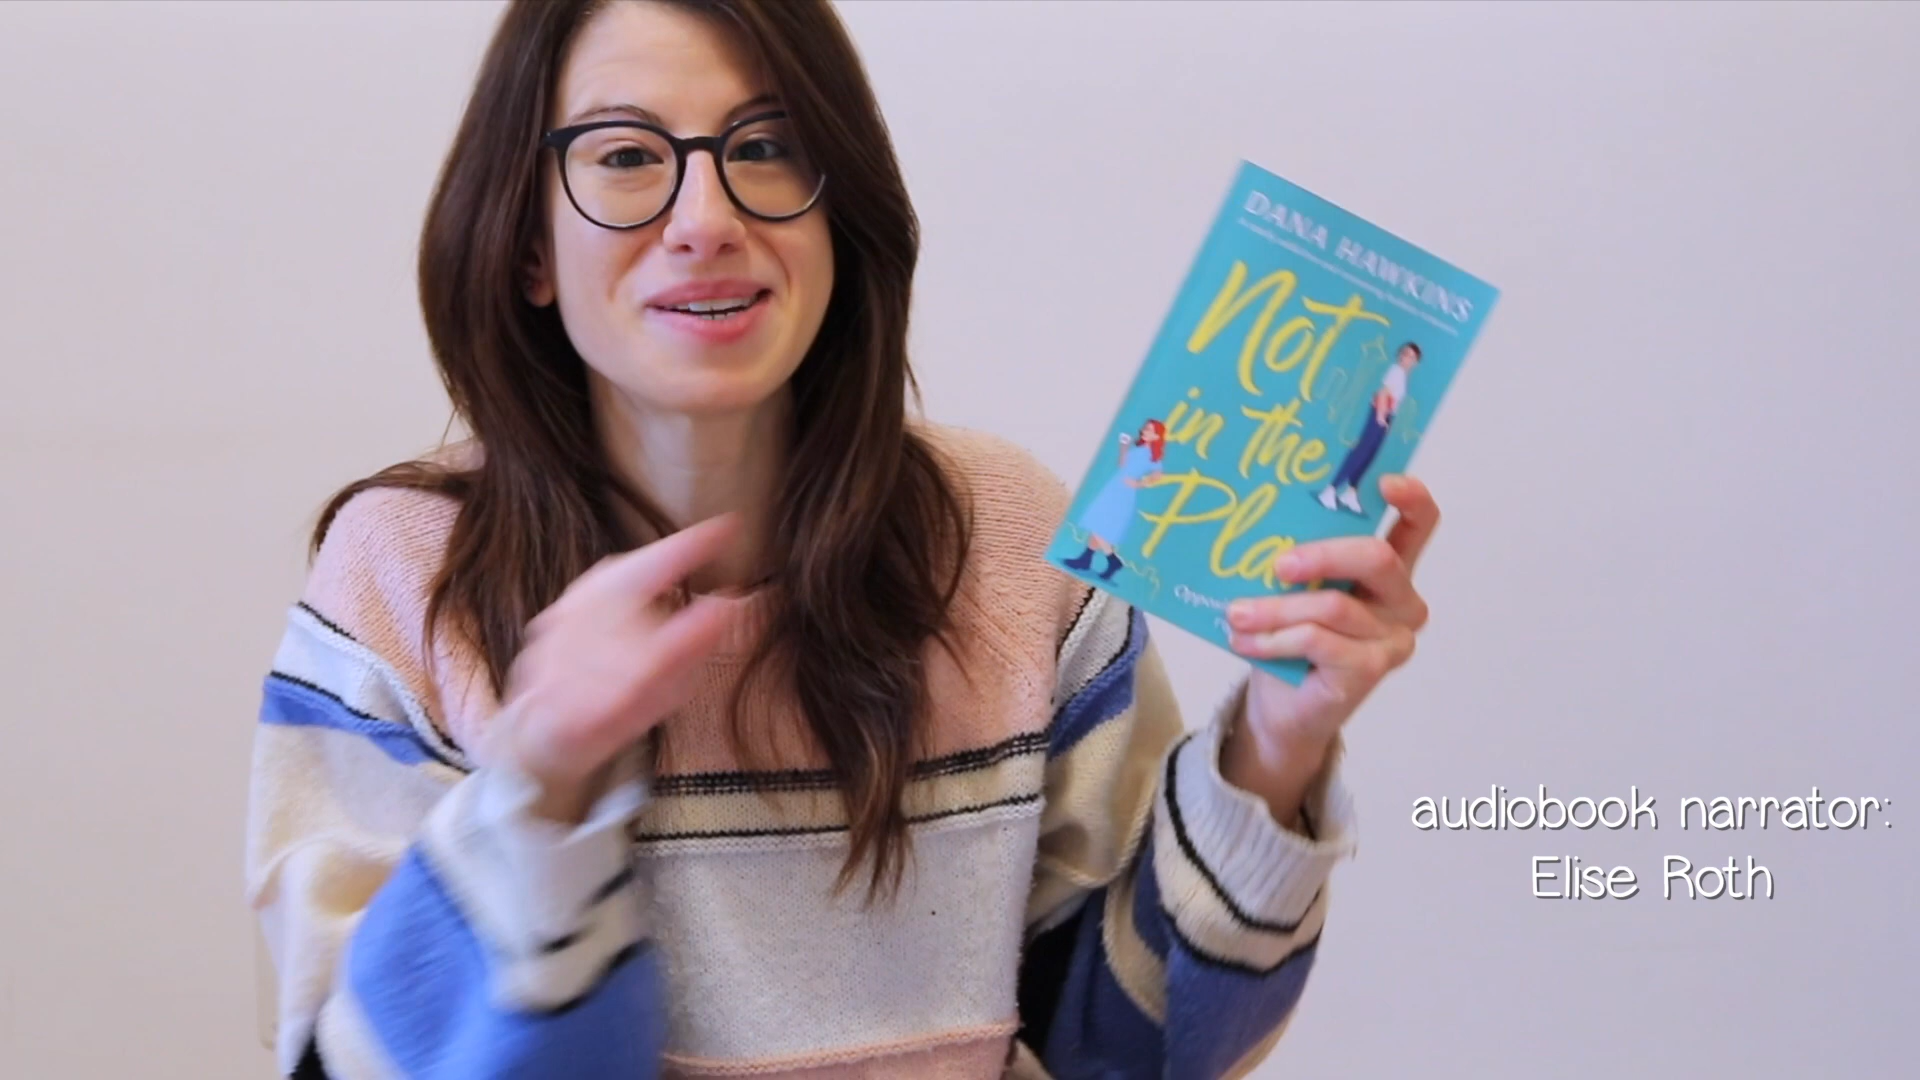 DANA HAWKINS
Not
in the
Pla
audiobook narrator:
Elise Roth